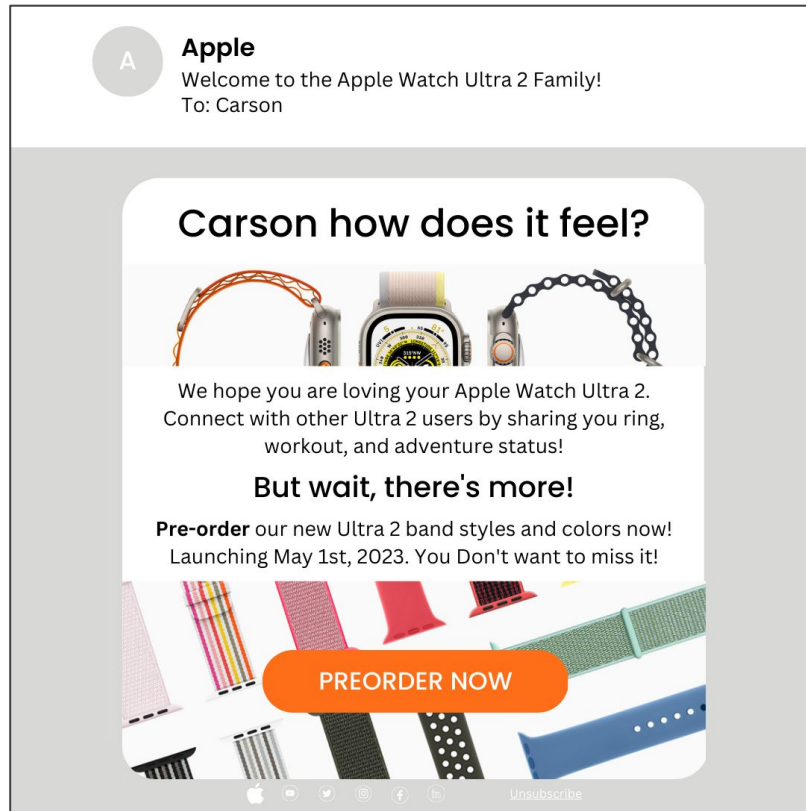 A
Apple
Welcome to the Apple Watch Ultra 2 Family!
To: Carson
Carson how does it feel?
We hope you are loving your Apple Watch Ultra 2.
Connect with other Ultra 2 users by sharing you ring,
workout, and adventure status!
But wait, there's more!
Pre-order our new Ultra 2 band styles and colors now!
Launching May 1st, 2023. You Don't want to miss it!
PREORDER NOW
Unsubscribe